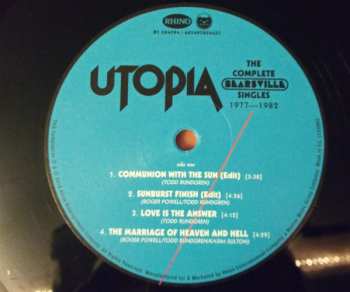 RHINO
UTOPIA
THE
COMPLETE
BEARSVILLE
SINGLES
1977—1982
side one
1. COMMUNION WITH THE SUN (Edit) [3:38]
(TODD RUNDGREN)
2. SUNBURST FINISH (Edit) [4:36]
(ROGER POWELL/TODD RUNDGREN)
3. LOVE IS THE ANSWER [4:12]
(TODD RUNDGREN)
4. THE MARRIAGE OF HEAVEN AND HELL [4:29]
(ROGER POWELL/TODD RUNDGREN/KASIM SULTON)